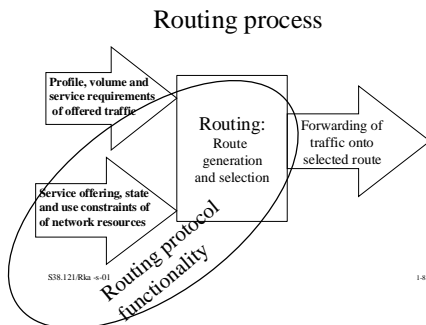 Routing process
Profile, volume and
service requirements
of offered traffic
Routing:
Route
generation
and selection
Forwarding of
traffic onto
selected route
Service offering, state
and use constraints of
of network resources
Routing protocol
functionality
S38.121/Rka -s-01
1-8